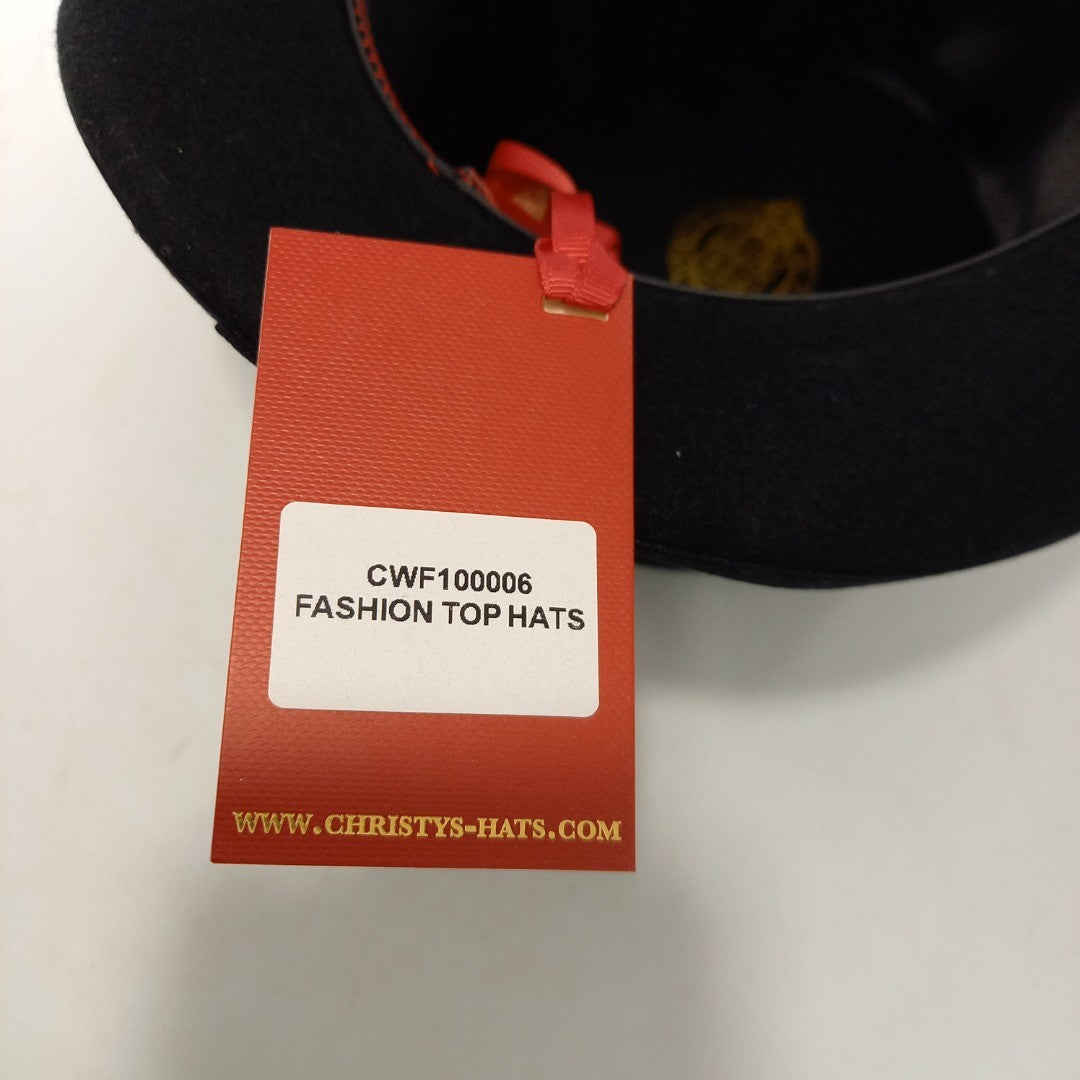 CWF100006
FASHION TOP HATS
WWW.CHRISTYS-HATS.COM